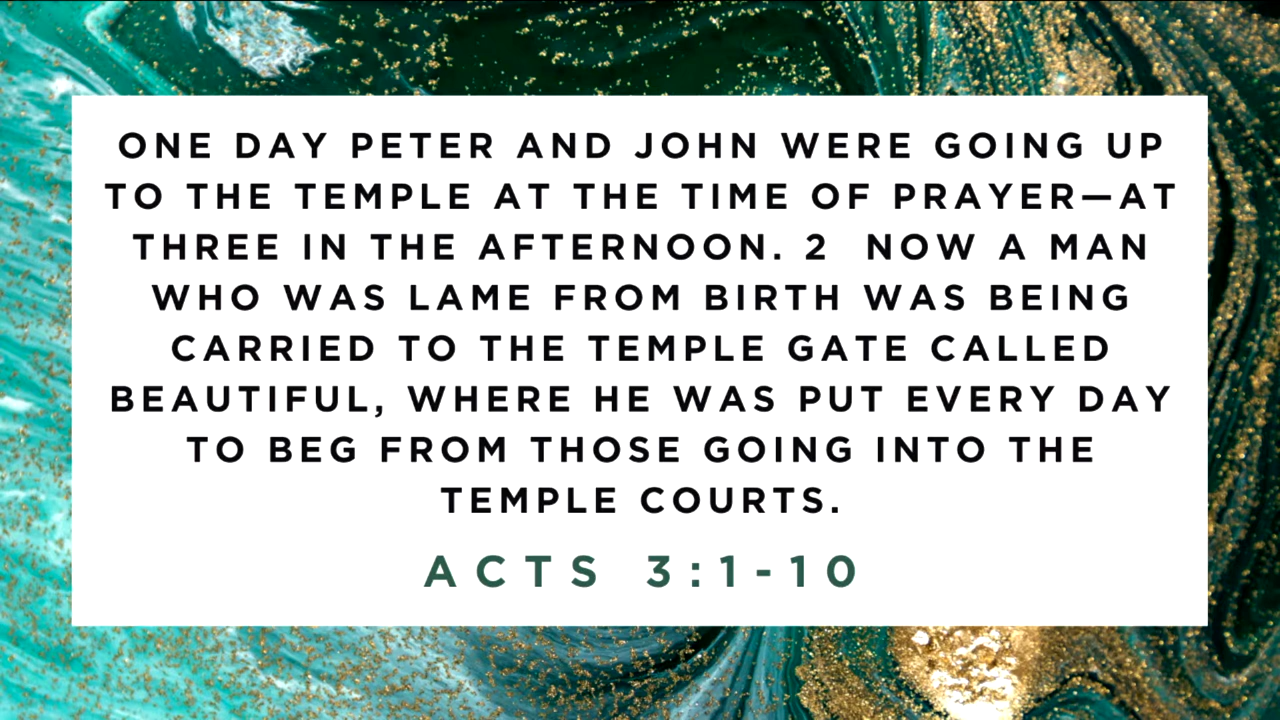 ONE DAY PETER AND JOHN WERE GOING UP
TO THE TEMPLE AT THE TIME OF PRAYER—AT
THREE IN THE AFTERNOON. 2  NOW A MAN
WHO WAS LAME FROM BIRTH WAS BEING
CARRIED TO THE TEMPLE GATE CALLED
BEAUTIFUL, WHERE HE WAS PUT EVERY DAY
TO BEG FROM THOSE GOING INTO THE
TEMPLE COURTS.
ACTS 3:1-10